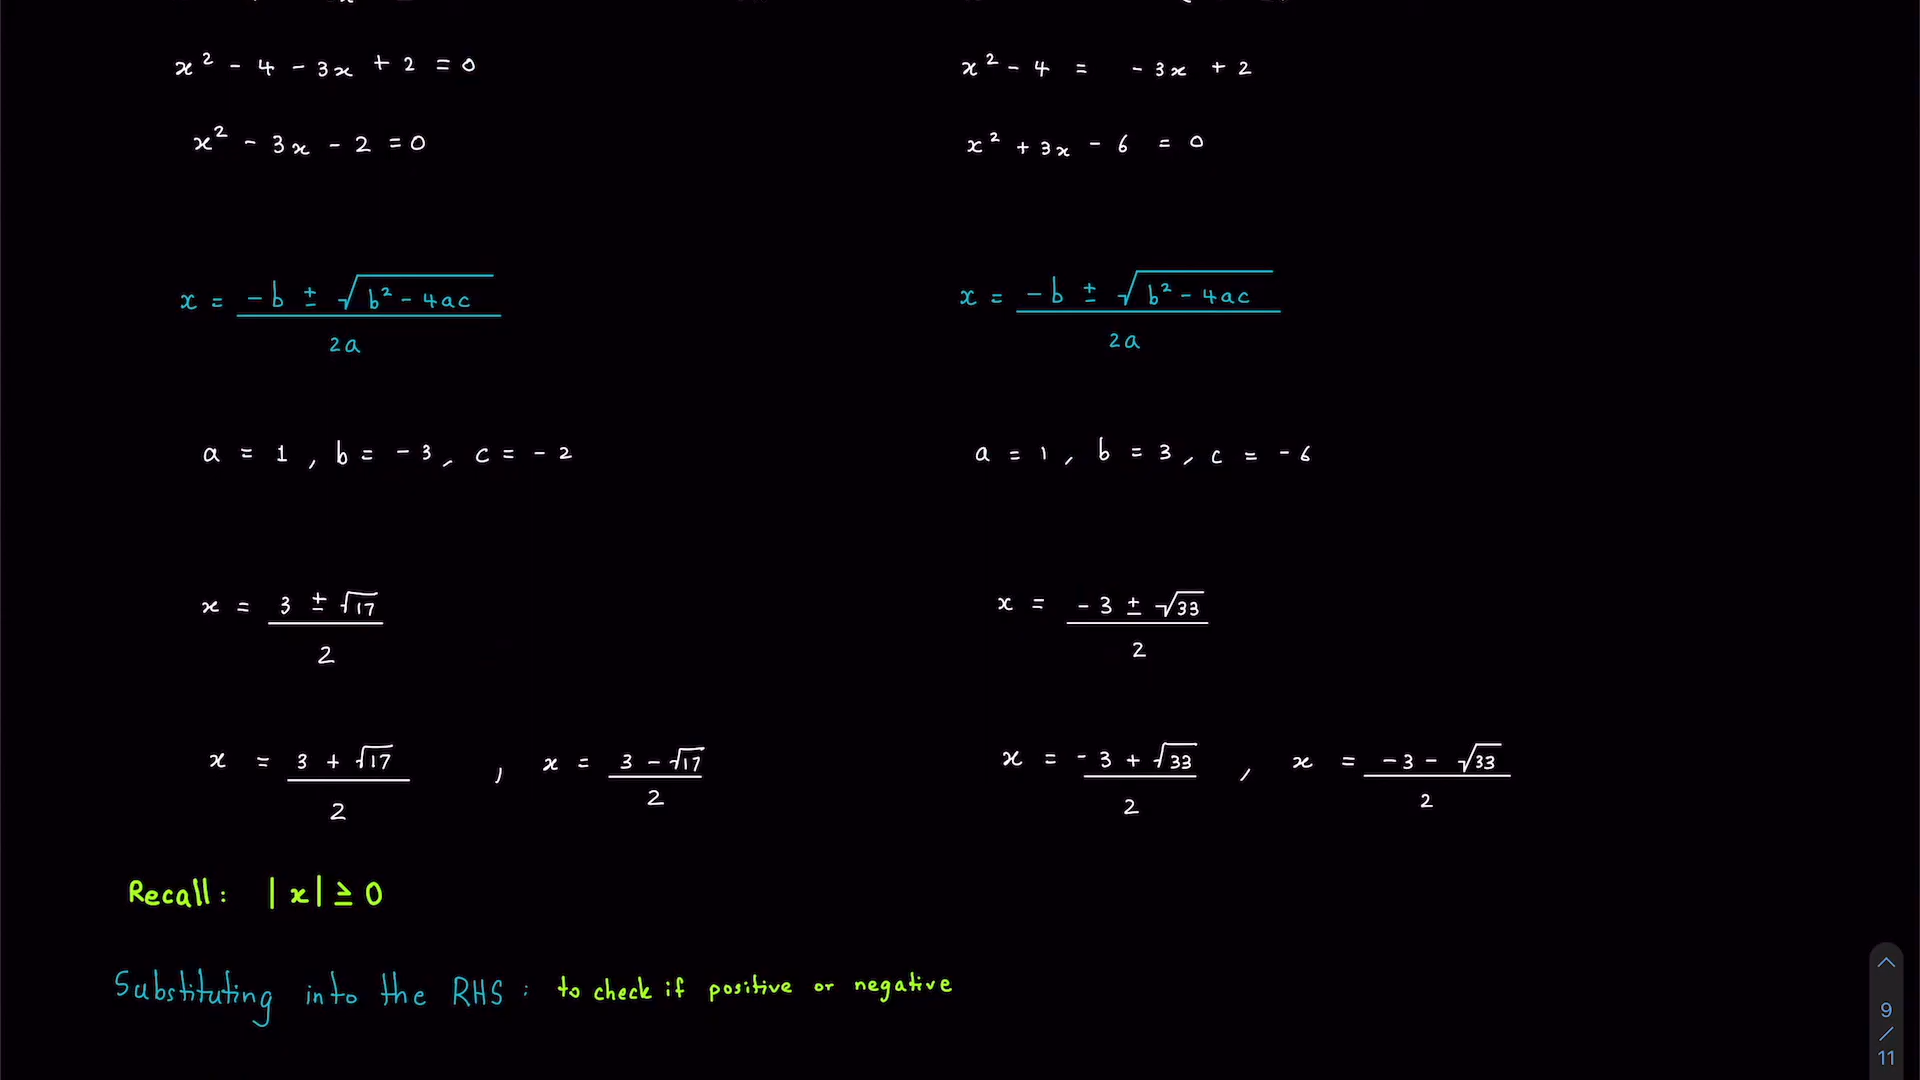 x² - 4 - 3x + 2 = 0
x² - 4 = - 3x + 2
x² - 3x - 2 = 0
x² + 3x - 6 = 0
x = (-b ± √(b² - 4ac)) / 2a
x = (-b ± √(b² - 4ac)) / 2a
a = 1 , b = - 3 , c = - 2
a = 1 , b = 3 , c = - 6
x = (3 ± √17) / 2
x = (-3 ± √33) / 2
x = (3 + √17) / 2 , x = (3 - √17) / 2
x = (-3 + √33) / 2 , x = (-3 - √33) / 2
Recall: |x| ≥ 0
Substituting into the RHS : to check if positive or negative
9
/
11